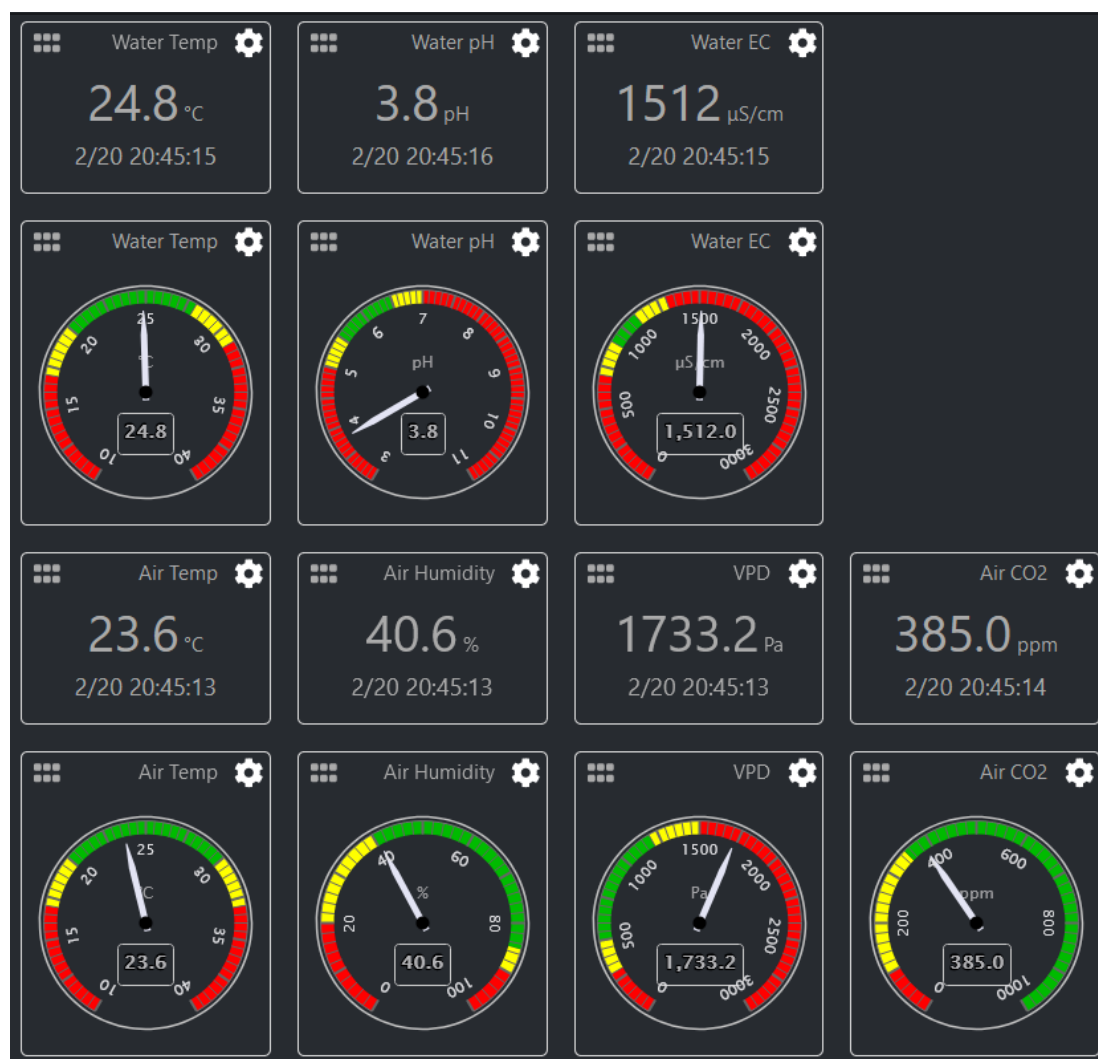 Water Temp
24.8 °C
2/20 20:45:15
Water pH
3.8 pH
2/20 20:45:16
Water EC
1512 µS/cm
2/20 20:45:15
Water Temp
10 15 20 25 30 35 40
°C
24.8
Water pH
3 4 5 6 7 8 9 10 11
pH
3.8
Water EC
0 500 1000 1500 2000 2500 3000
µS/cm
1,512.0
Air Temp
23.6 °C
2/20 20:45:13
Air Humidity
40.6 %
2/20 20:45:13
VPD
1733.2 Pa
2/20 20:45:13
Air CO2
385.0 ppm
2/20 20:45:14
Air Temp
10 15 20 25 30 35 40
°C
23.6
Air Humidity
0 20 40 60 80 100
%
40.6
VPD
0 500 1000 1500 2000 2500 3000
Pa
1,733.2
Air CO2
0 200 400 600 800 1000
ppm
385.0